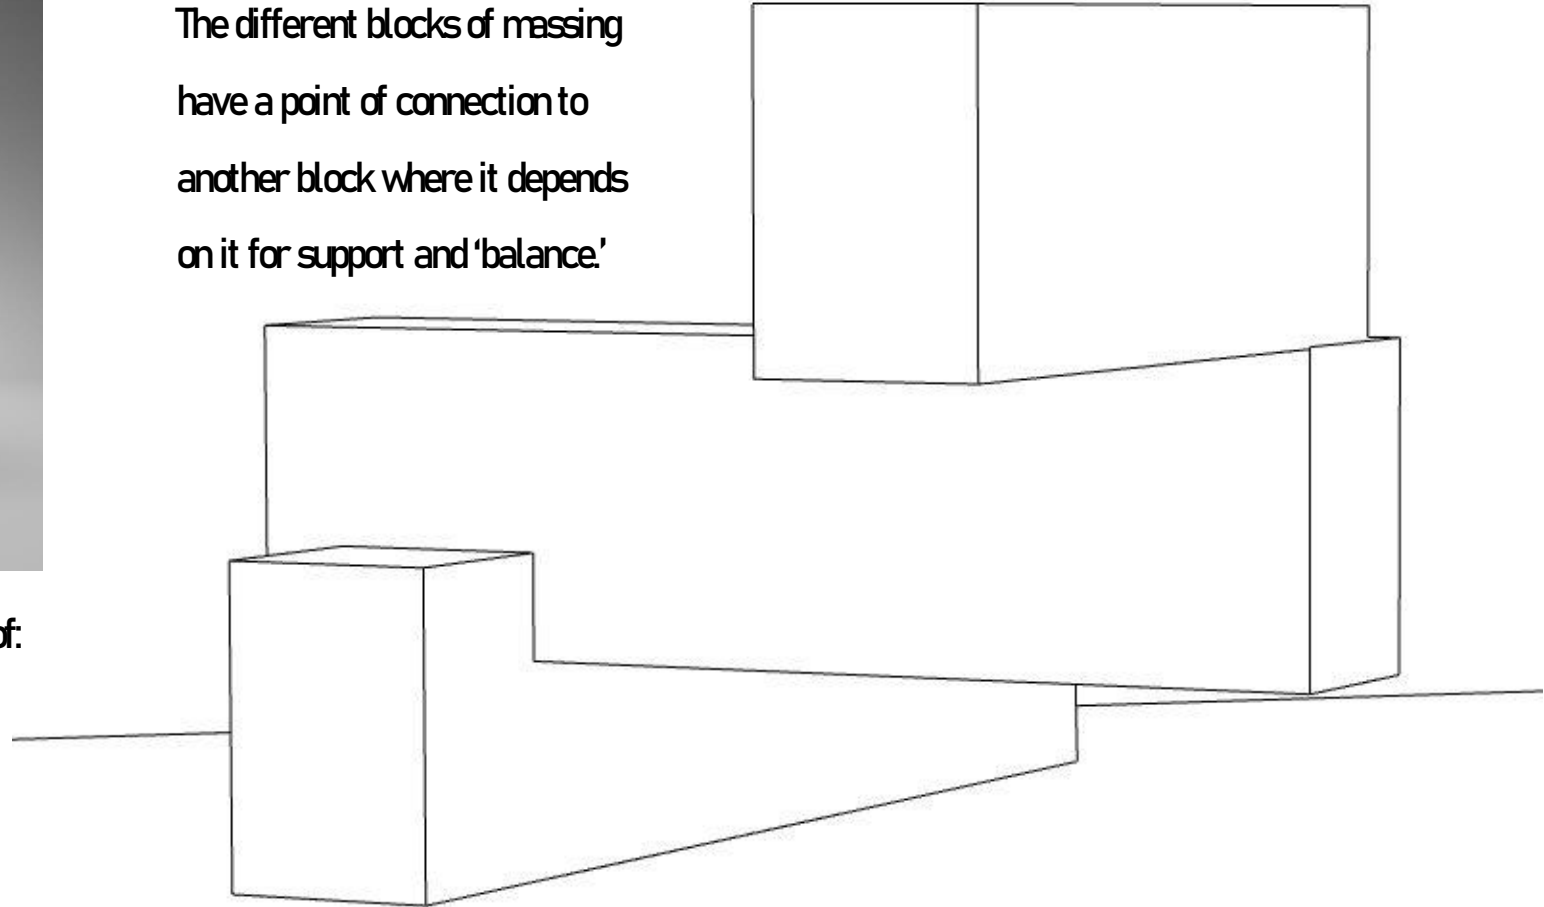 The different blocks of massing
have a point of connection to
another block where it depends
on it for support and ‘balance.’
of: